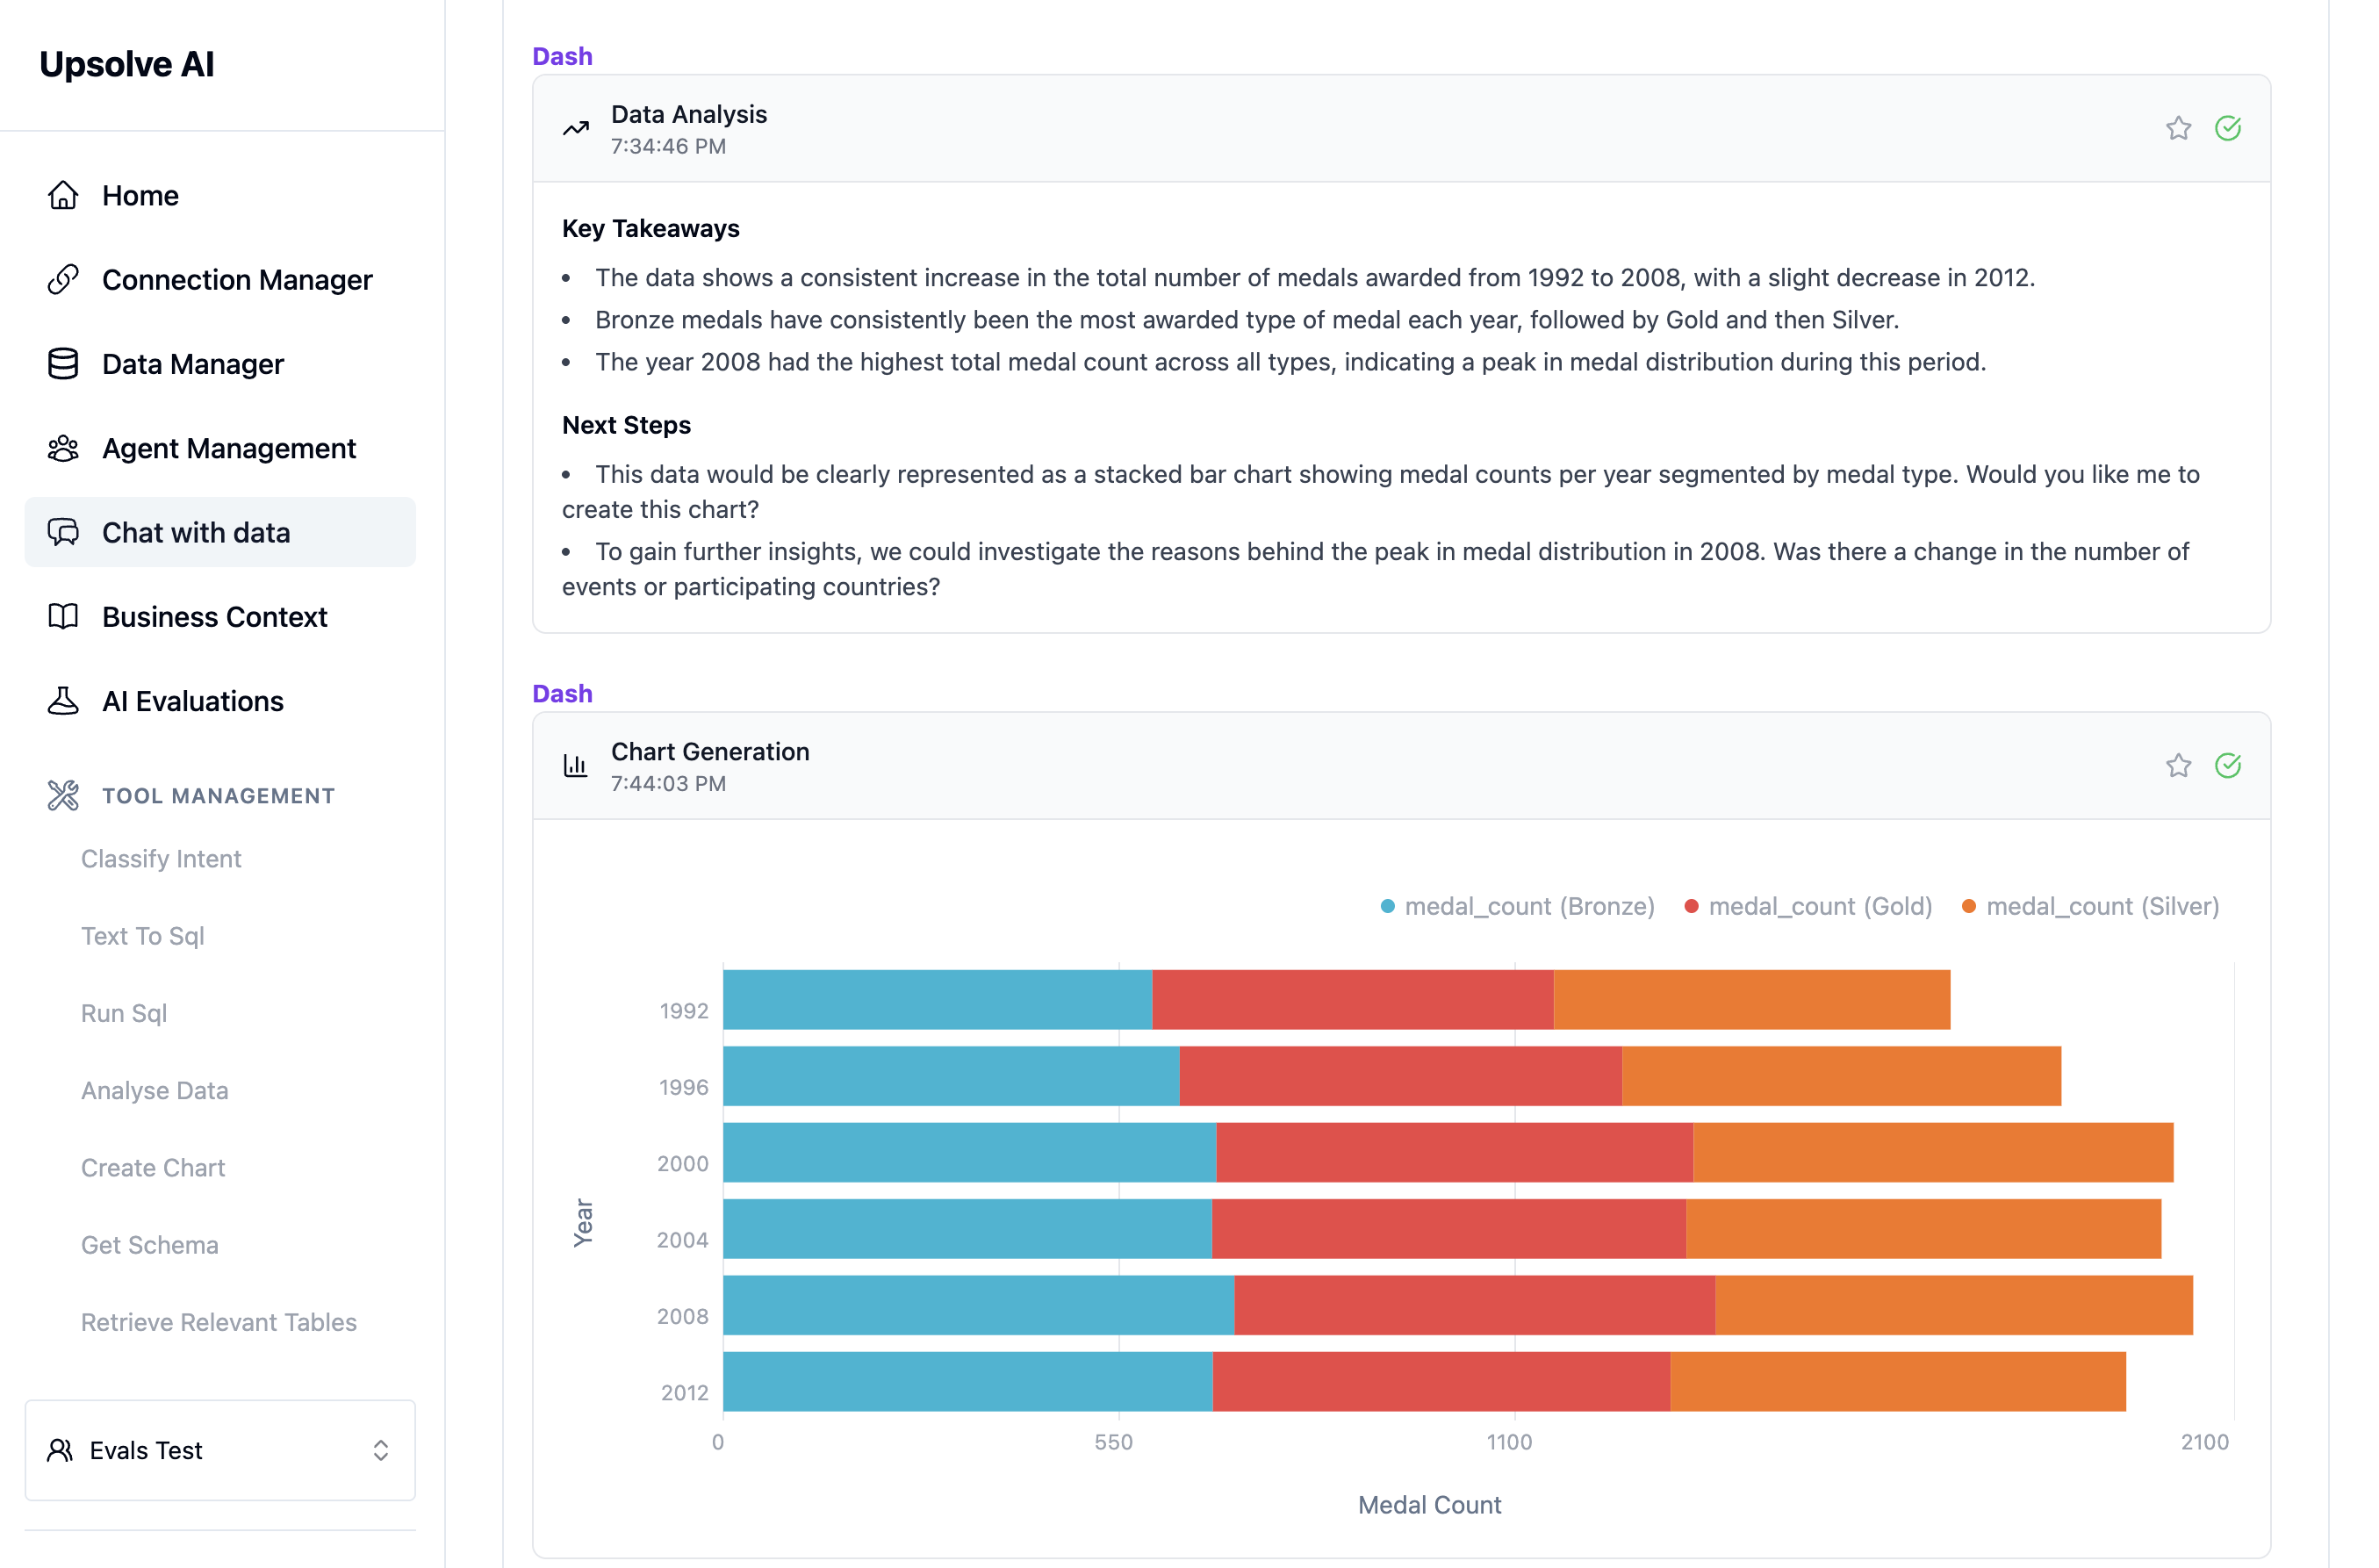 Upsolve AI
Home
Connection Manager
Data Manager
Agent Management
Chat with data
Business Context
AI Evaluations
TOOL MANAGEMENT
Classify Intent
Text To Sql
Run Sql
Analyse Data
Create Chart
Get Schema
Retrieve Relevant Tables
Evals Test
Dash
Data Analysis
7:34:46 PM
Key Takeaways
• The data shows a consistent increase in the total number of medals awarded from 1992 to 2008, with a slight decrease in 2012.
• Bronze medals have consistently been the most awarded type of medal each year, followed by Gold and then Silver.
• The year 2008 had the highest total medal count across all types, indicating a peak in medal distribution during this period.
Next Steps
• This data would be clearly represented as a stacked bar chart showing medal counts per year segmented by medal type. Would you like me to
create this chart?
• To gain further insights, we could investigate the reasons behind the peak in medal distribution in 2008. Was there a change in the number of
events or participating countries?
Dash
Chart Generation
7:44:03 PM
medal_count (Bronze) medal_count (Gold) medal_count (Silver)
Year
1992
1996
2000
2004
2008
2012
0 550 1100 2100
Medal Count